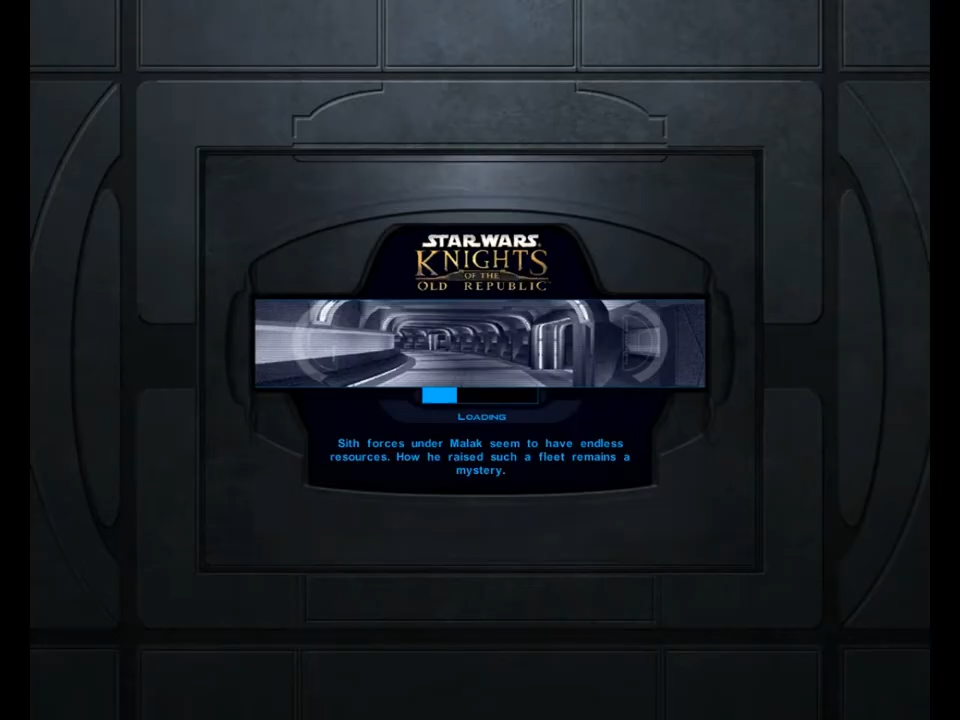 STAR WARS
KNIGHTS
OF THE
OLD REPUBLIC
LOADING
Sith forces under Malak seem to have endless
resources. How he raised such a fleet remains a
mystery.